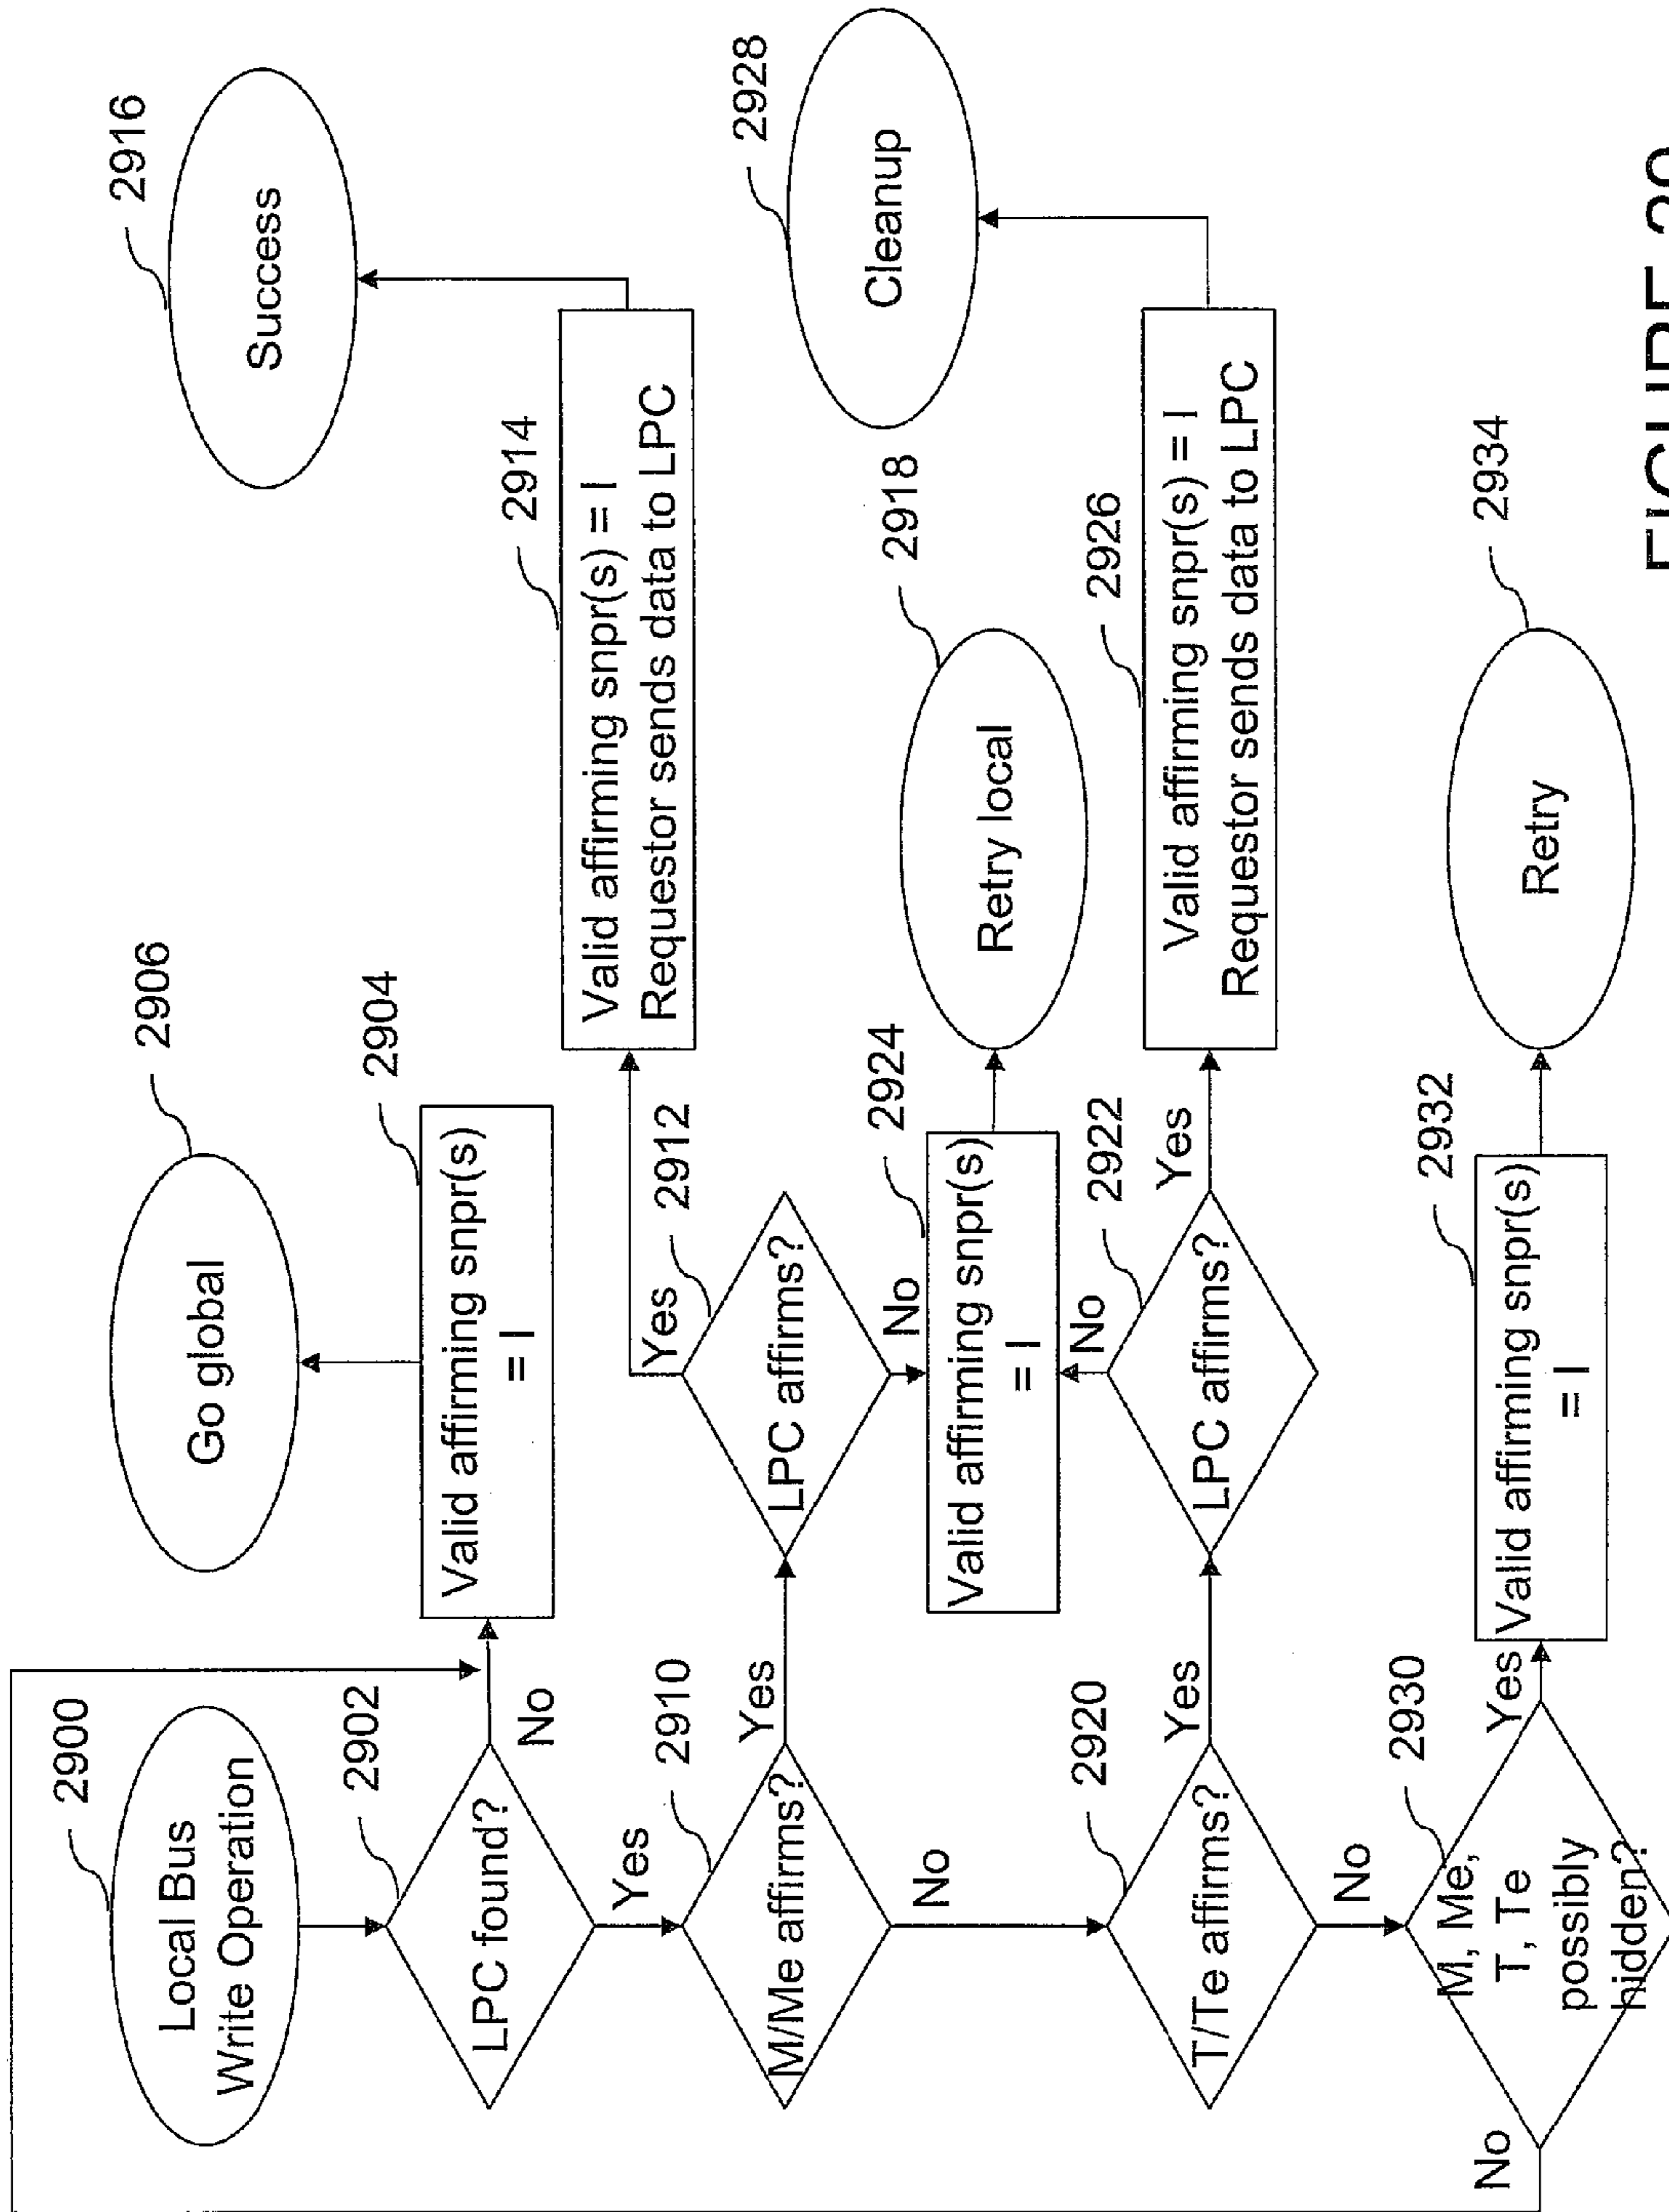 2900
Local Bus
Write Operation
2902
LPC found?
No
Yes
2904
Valid affirming snpr(s)
= I
2906
Go global
2910
M/Me affirms?
Yes
No
2912
LPC affirms?
Yes
No
2914
Valid affirming snpr(s) = I
Requestor sends data to LPC
2916
Success
2924
Valid affirming snpr(s)
= I
2918
Retry local
2920
T/Te affirms?
Yes
No
2922
LPC affirms?
Yes
No
2926
Valid affirming snpr(s) = I
Requestor sends data to LPC
2928
Cleanup
2930
M, Me,
T, Te
possibly
hidden?
Yes
No
2932
Valid affirming snpr(s)
= I
2934
Retry
FIGURE